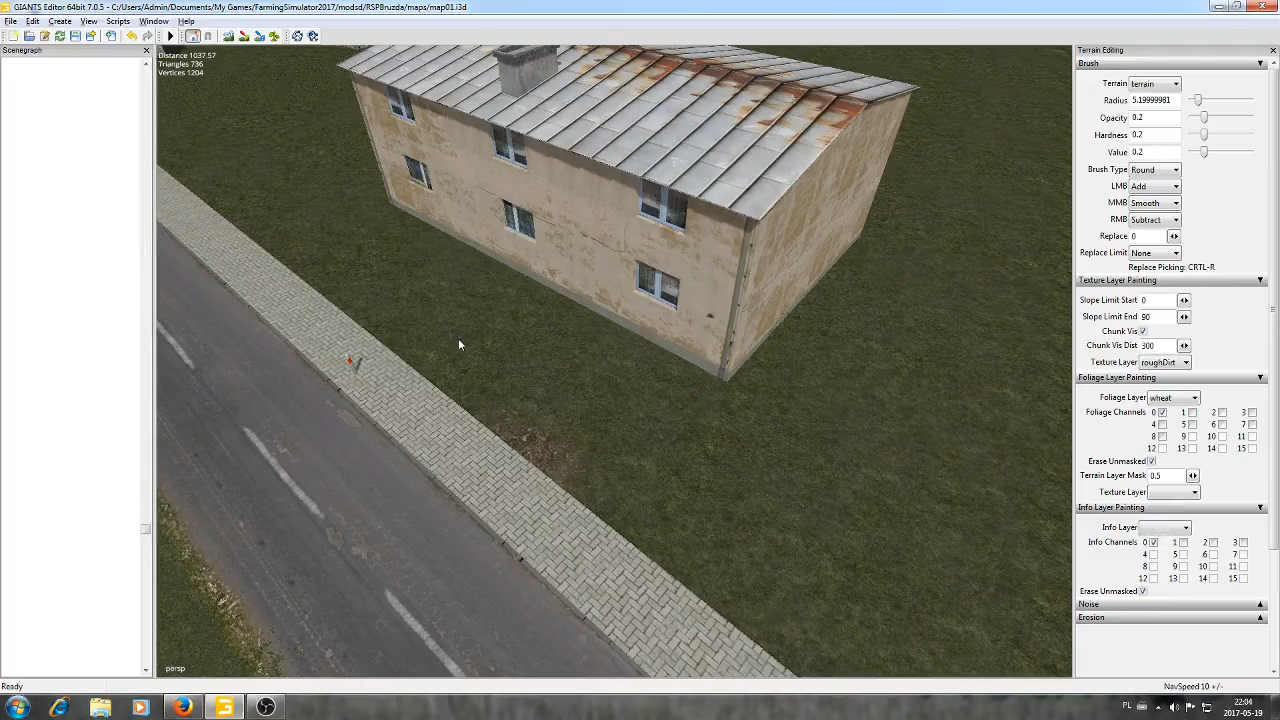 GIANTS Editor 64bit 7.0.5 - C:/Users/Admin/Documents/My Games/FarmingSimulator2017/modsd/RSPBruzda/maps/map01.i3d
File Edit Create View Scripts Window Help
Scenegraph
Distance 1037.57
Triangles 736
Vertices 1204
persp
Terrain Editing
Brush
Terrain terrain
Radius 5.19999981
Opacity 0.2
Hardness 0.2
Value 0.2
Brush Type Round
LMB Add
MMB Smooth
RMB Subtract
Replace 0
Replace Limit None
Replace Picking: CRTL-R
Texture Layer Painting
Slope Limit Start 0
Slope Limit End 90
Chunk Vis
Chunk Vis Dist 300
Texture Layer roughDirt
Foliage Layer Painting
Foliage Layer wheat
Foliage Channels 0 1 2 3
4 5 6 7
8 9 10 11
12 13 14 15
Erase Unmasked
Terrain Layer Mask 0.5
Texture Layer
Info Layer Painting
Info Layer
Info Channels 0 1 2 3
4 5 6 7
8 9 10 11
12 13 14 15
Erase Unmasked
Noise
Erosion
Ready
NavSpeed 10 +/-
PL
22:04
2017-05-19